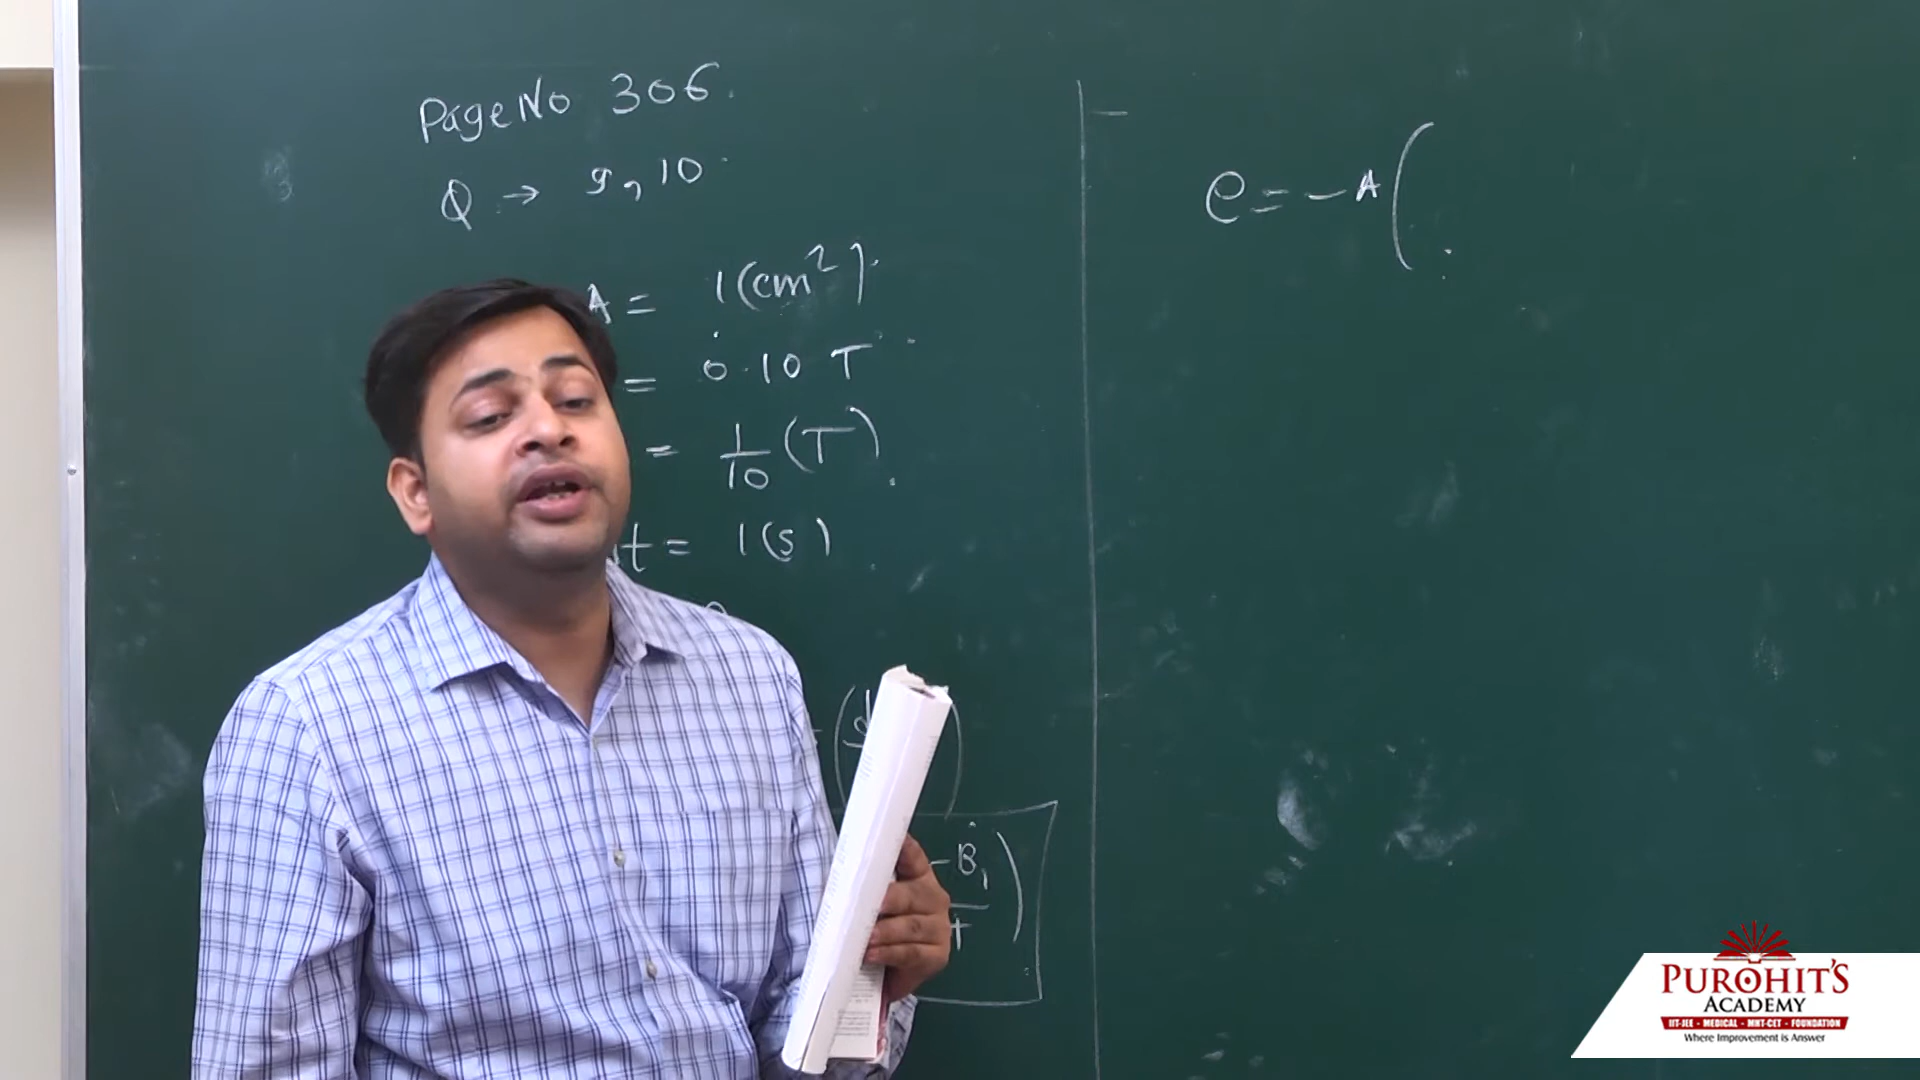 Page No 306.
Q → 9, 10
A = 1 (cm²)
= 0.10 T
= 1/10 (T)
t = 1 (s)
- B₁
t
e = - A (
PUROHIT'S
ACADEMY
IIT-JEE • MEDICAL • MHT-CET • FOUNDATION
Where Improvement is Answer